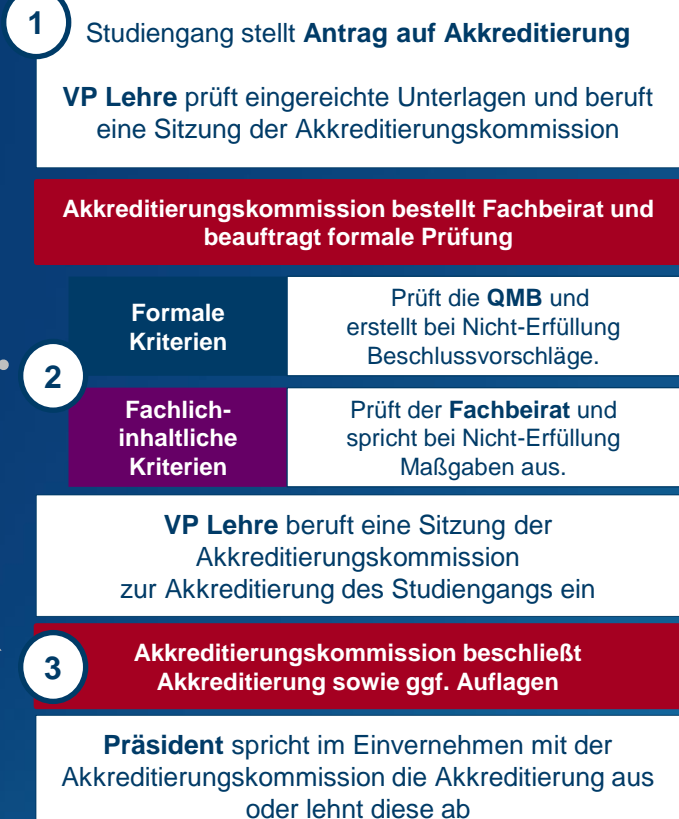 1
Studiengang stellt Antrag auf Akkreditierung
VP Lehre prüft eingereichte Unterlagen und beruft
eine Sitzung der Akkreditierungskommission
Akkreditierungskommission bestellt Fachbeirat und
beauftragt formale Prüfung
2
Formale
Kriterien
Prüft die QMB und
erstellt bei Nicht-Erfüllung
Beschlussvorschläge.
Fachlich-
inhaltliche
Kriterien
Prüft der Fachbeirat und
spricht bei Nicht-Erfüllung
Maßgaben aus.
VP Lehre beruft eine Sitzung der
Akkreditierungskommission
zur Akkreditierung des Studiengangs ein
3
Akkreditierungskommission beschließt
Akkreditierung sowie ggf. Auflagen
Präsident spricht im Einvernehmen mit der
Akkreditierungskommission die Akkreditierung aus
oder lehnt diese ab